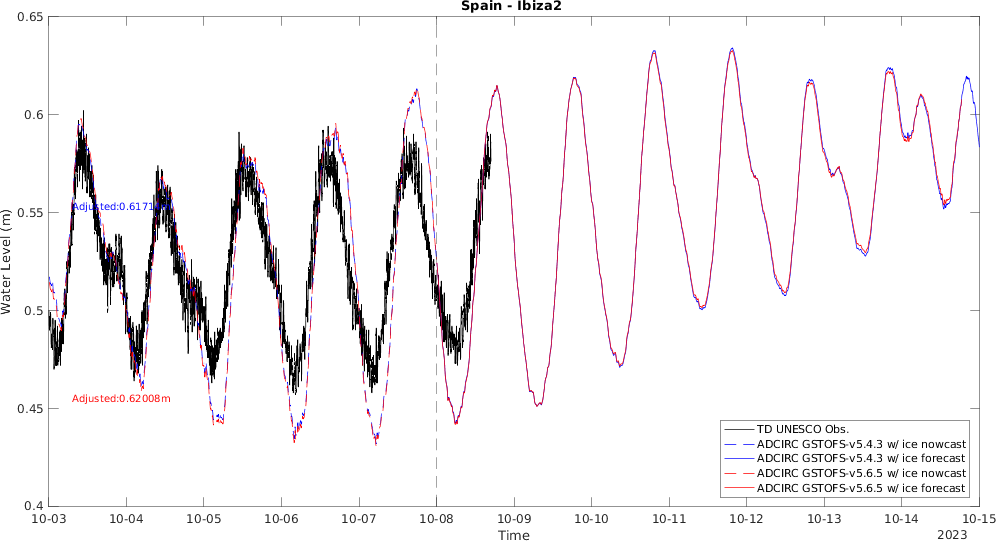 Spain - Ibiza2
0.65
0.6
0.55
0.5
0.45
0.4
Water Level (m)
Adjusted:0.6171
Adjusted:0.62008m
TD UNESCO Obs.
ADCIRC GSTOFS-v5.4.3 w/ ice nowcast
ADCIRC GSTOFS-v5.4.3 w/ ice forecast
ADCIRC GSTOFS-v5.6.5 w/ ice nowcast
ADCIRC GSTOFS-v5.6.5 w/ ice forecast
10-03 10-04 10-05 10-06 10-07 10-08 10-09 10-10 10-11 10-12 10-13 10-14 10-15
Time
2023